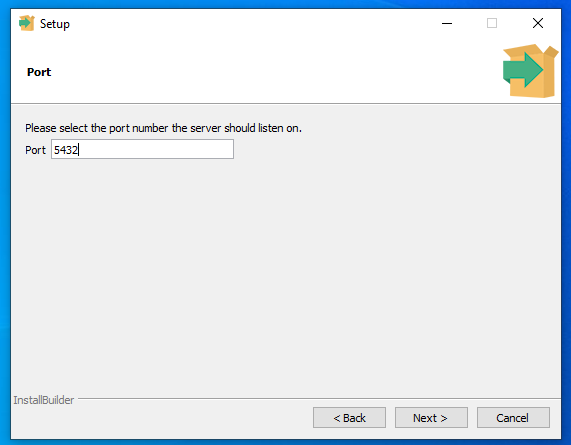 Setup
Port
Please select the port number the server should listen on.
Port 5432
InstallBuilder
< Back Next > Cancel